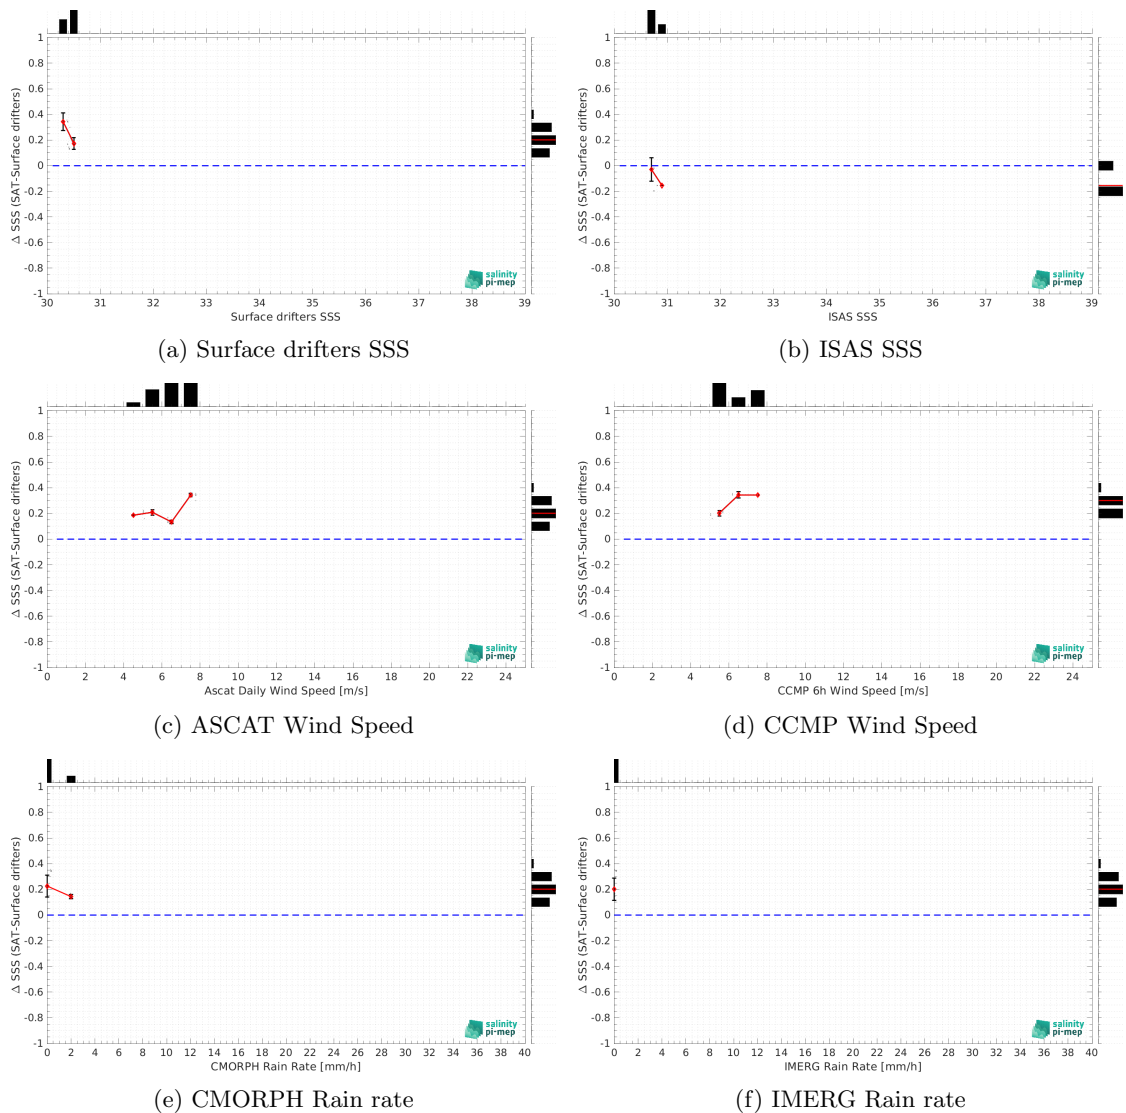 Δ SSS (SAT-Surface drifters)
1
0.8
0.6
0.4
0.2
0
-0.2
-0.4
-0.6
-0.8
-1
30 31 32 33 34 35 36 37 38 39
Surface drifters SSS
salinity
pi-mep
(a) Surface drifters SSS
Δ SSS (SAT-Surface drifters)
1
0.8
0.6
0.4
0.2
0
-0.2
-0.4
-0.6
-0.8
-1
30 31 32 33 34 35 36 37 38 39
ISAS SSS
salinity
pi-mep
(b) ISAS SSS
Δ SSS (SAT-Surface drifters)
1
0.8
0.6
0.4
0.2
0
-0.2
-0.4
-0.6
-0.8
-1
0 2 4 6 8 10 12 14 16 18 20 22 24
Ascat Daily Wind Speed [m/s]
salinity
pi-mep
(c) ASCAT Wind Speed
Δ SSS (SAT-Surface drifters)
1
0.8
0.6
0.4
0.2
0
-0.2
-0.4
-0.6
-0.8
-1
0 2 4 6 8 10 12 14 16 18 20 22 24
CCMP 6h Wind Speed [m/s]
salinity
pi-mep
(d) CCMP Wind Speed
Δ SSS (SAT-Surface drifters)
1
0.8
0.6
0.4
0.2
0
-0.2
-0.4
-0.6
-0.8
-1
0 2 4 6 8 10 12 14 16 18 20 22 24 26 28 30 32 34 36 38 40
CMORPH Rain Rate [mm/h]
salinity
pi-mep
(e) CMORPH Rain rate
Δ SSS (SAT-Surface drifters)
1
0.8
0.6
0.4
0.2
0
-0.2
-0.4
-0.6
-0.8
-1
0 2 4 6 8 10 12 14 16 18 20 22 24 26 28 30 32 34 36 38 40
IMERG Rain Rate [mm/h]
salinity
pi-mep
(f) IMERG Rain rate